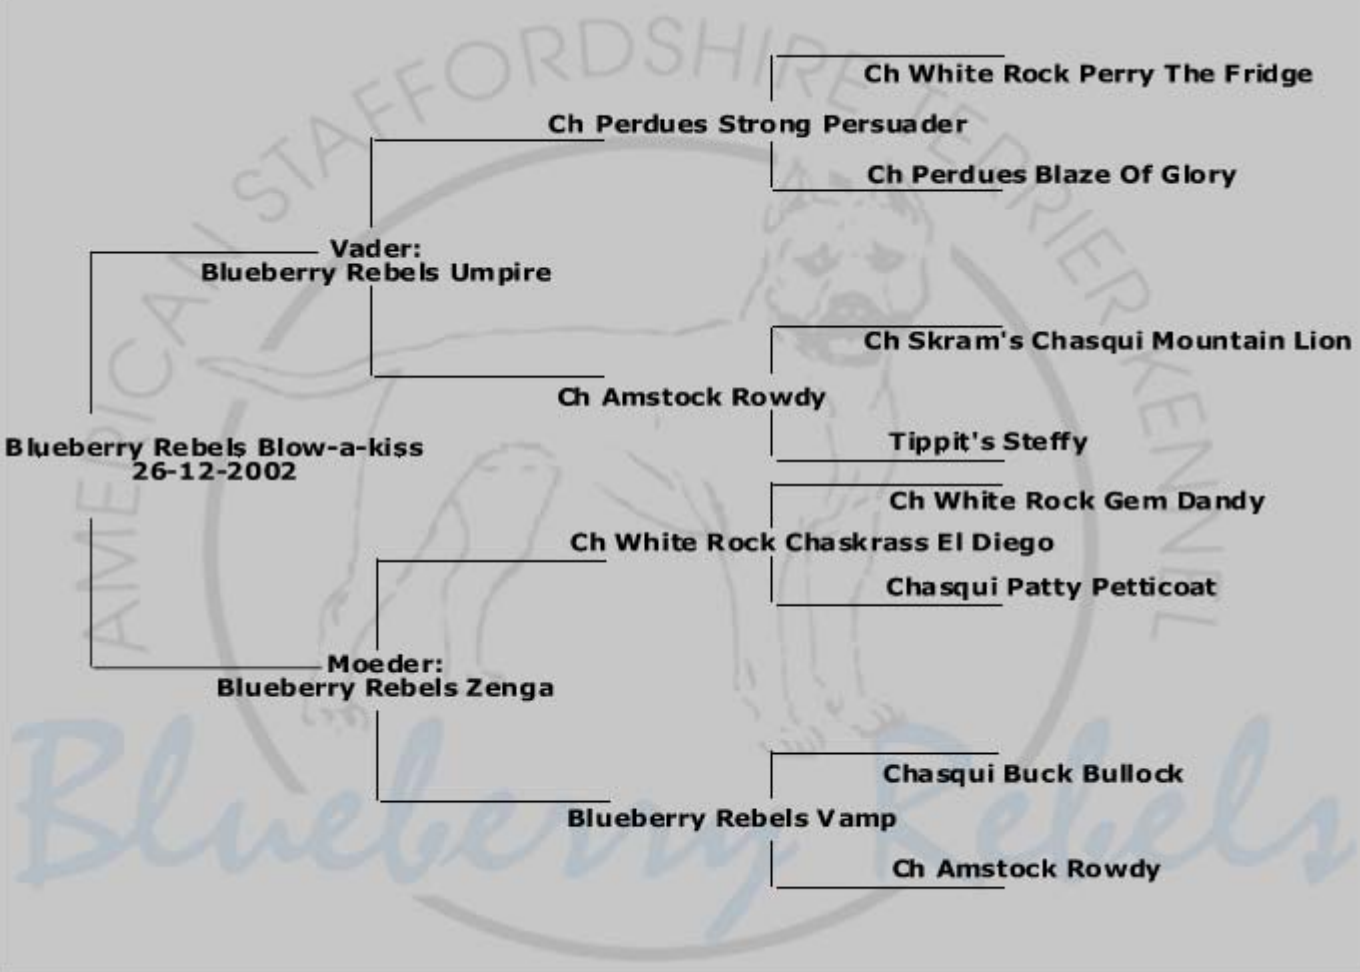 AMERICAN STAFFORDSHIRE TERRIER KENNIL
Ch White Rock Perry The Fridge
Ch Perdues Strong Persuader
Ch Perdues Blaze Of Glory
Vader:
Blueberry Rebels Umpire
Ch Skram's Chasqui Mountain Lion
Ch Amstock Rowdy
Tippit's Steffy
Blueberry Rebels Blow-a-kiss
26-12-2002
Ch White Rock Gem Dandy
Ch White Rock Chaskrass El Diego
Chasqui Patty Petticoat
Moeder:
Blueberry Rebels Zenga
Chasqui Buck Bullock
Blueberry Rebels Vamp
Ch Amstock Rowdy
Blueberry Rebels